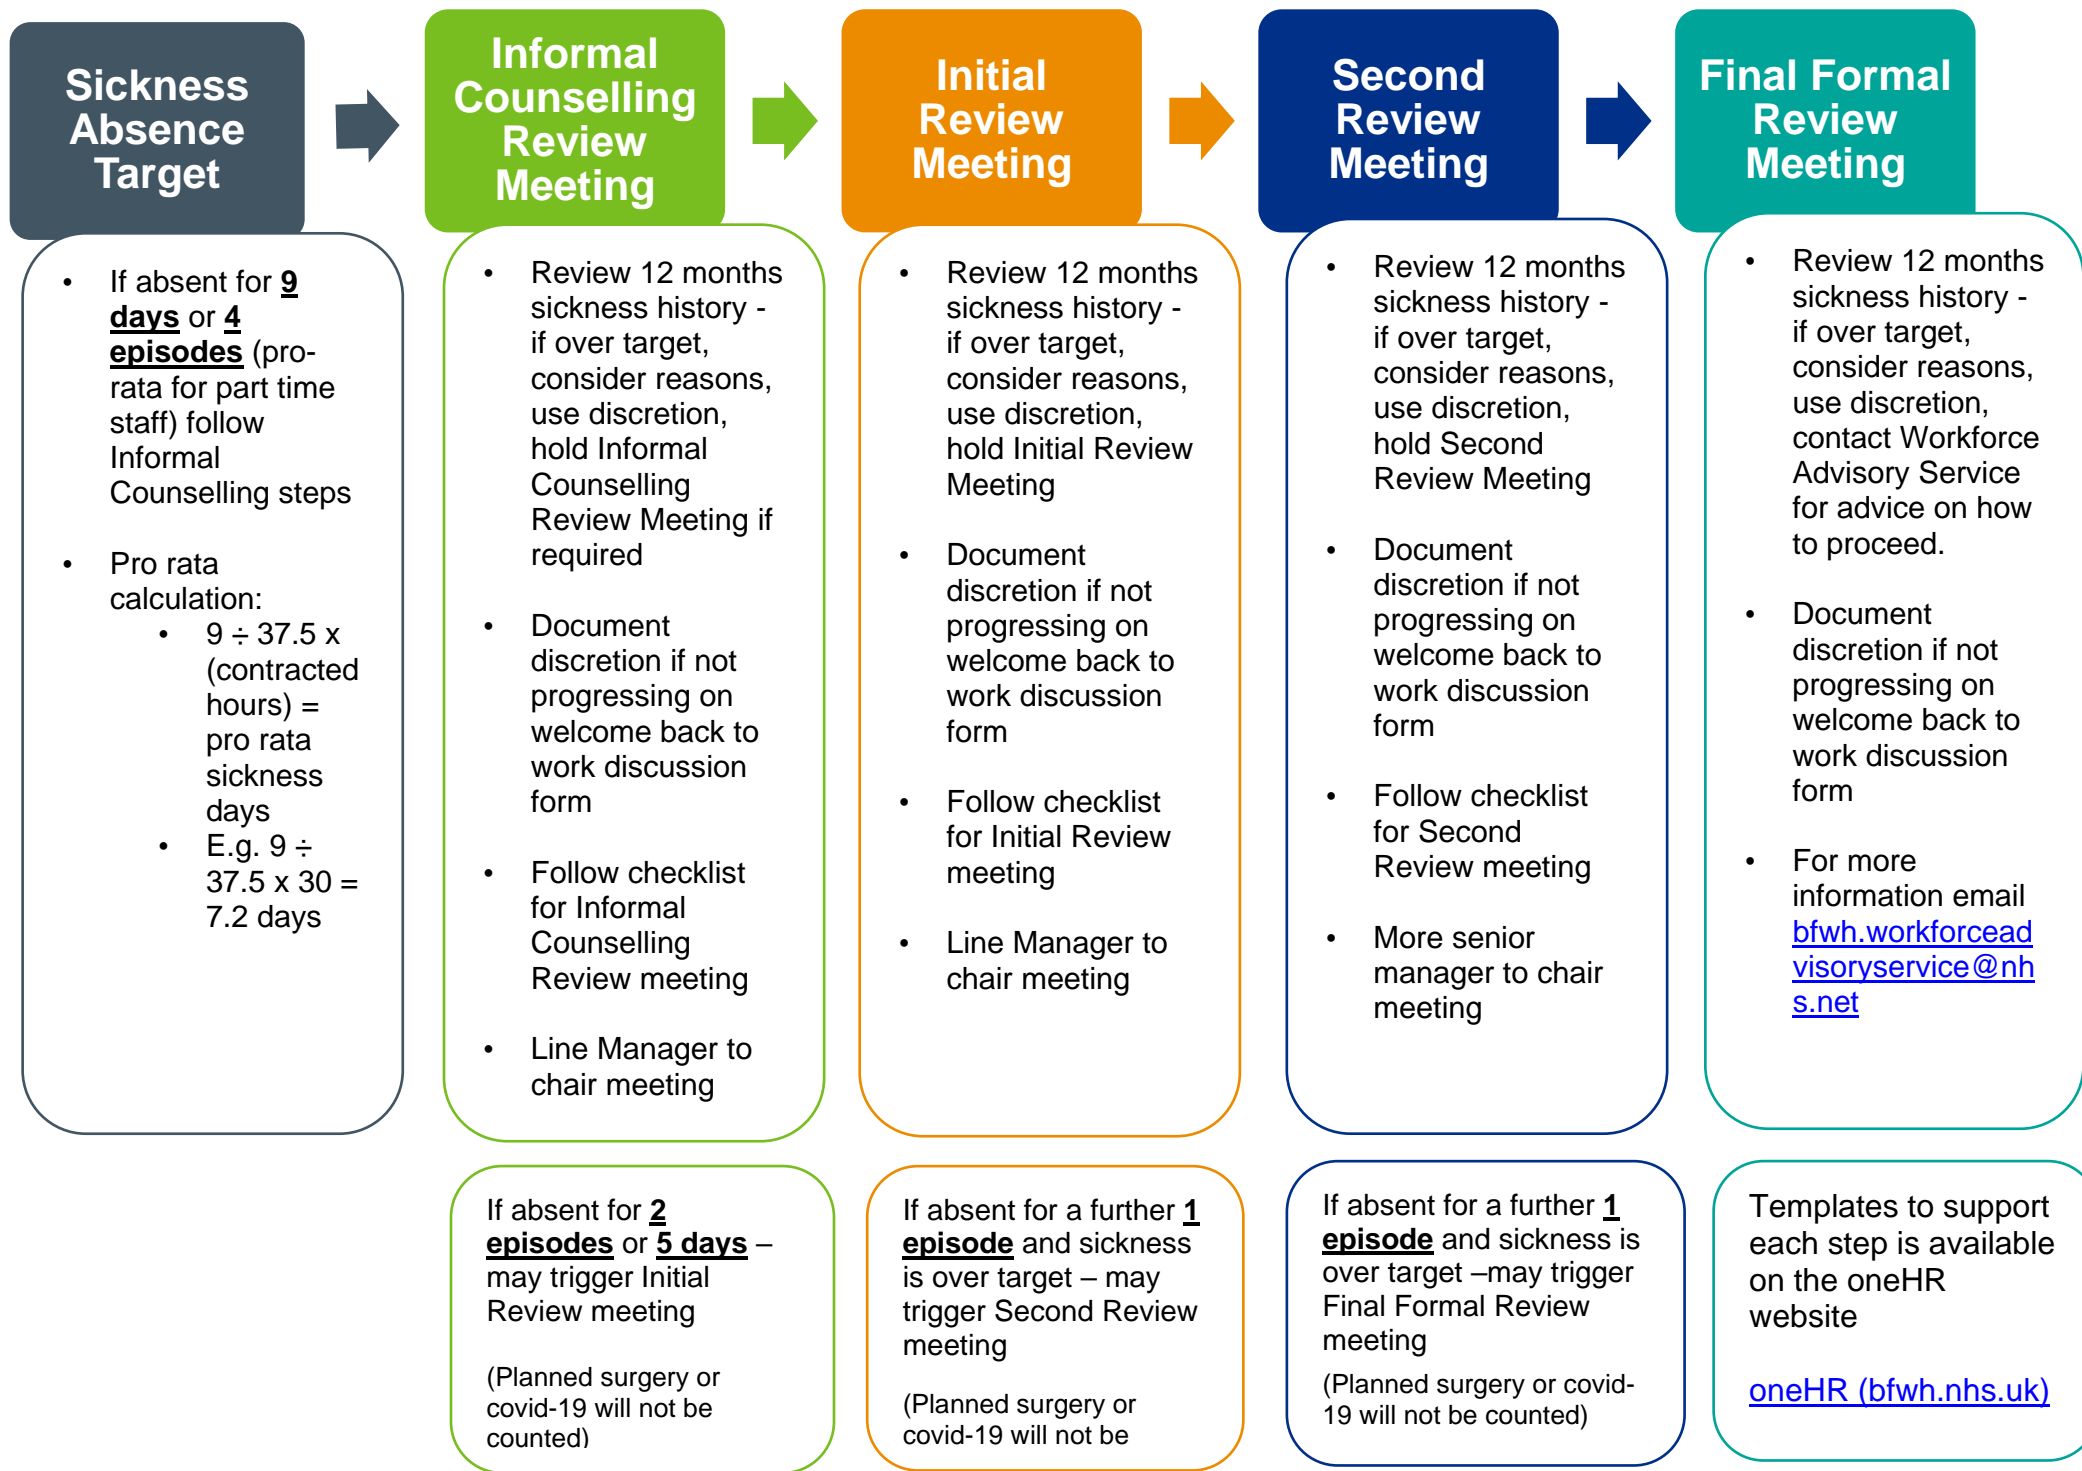 Sickness
Absence
Target
Informal
Counselling
Review
Meeting
Initial
Review
Meeting
Second
Review
Meeting
Final Formal
Review
Meeting
• If absent for 9
days or 4
episodes (pro-
rata for part time
staff) follow
Informal
Counselling steps
• Pro rata
calculation:
• 9 ÷ 37.5 x
(contracted
hours) =
pro rata
sickness
days
• E.g. 9 ÷
37.5 x 30 =
7.2 days
• Review 12 months
sickness history -
if over target,
consider reasons,
use discretion,
hold Informal
Counselling
Review Meeting if
required
• Document
discretion if not
progressing on
welcome back to
work discussion
form
• Follow checklist
for Informal
Counselling
Review meeting
• Line Manager to
chair meeting
• Review 12 months
sickness history -
if over target,
consider reasons,
use discretion,
hold Initial Review
Meeting
• Document
discretion if not
progressing on
welcome back to
work discussion
form
• Follow checklist
for Initial Review
meeting
• Line Manager to
chair meeting
• Review 12 months
sickness history -
if over target,
consider reasons,
use discretion,
hold Second
Review Meeting
• Document
discretion if not
progressing on
welcome back to
work discussion
form
• Follow checklist
for Second
Review meeting
• More senior
manager to chair
meeting
• Review 12 months
sickness history -
if over target,
consider reasons,
use discretion,
contact Workforce
Advisory Service
for advice on how
to proceed.
• Document
discretion if not
progressing on
welcome back to
work discussion
form
• For more
information email
bfwh.workforcead
visoryservice@nh
s.net
If absent for 2
episodes or 5 days –
may trigger Initial
Review meeting
(Planned surgery or
covid-19 will not be
counted)
If absent for a further 1
episode and sickness
is over target – may
trigger Second Review
meeting
(Planned surgery or
covid-19 will not be
If absent for a further 1
episode and sickness is
over target –may trigger
Final Formal Review
meeting
(Planned surgery or covid-
19 will not be counted)
Templates to support
each step is available
on the oneHR
website
oneHR (bfwh.nhs.uk)